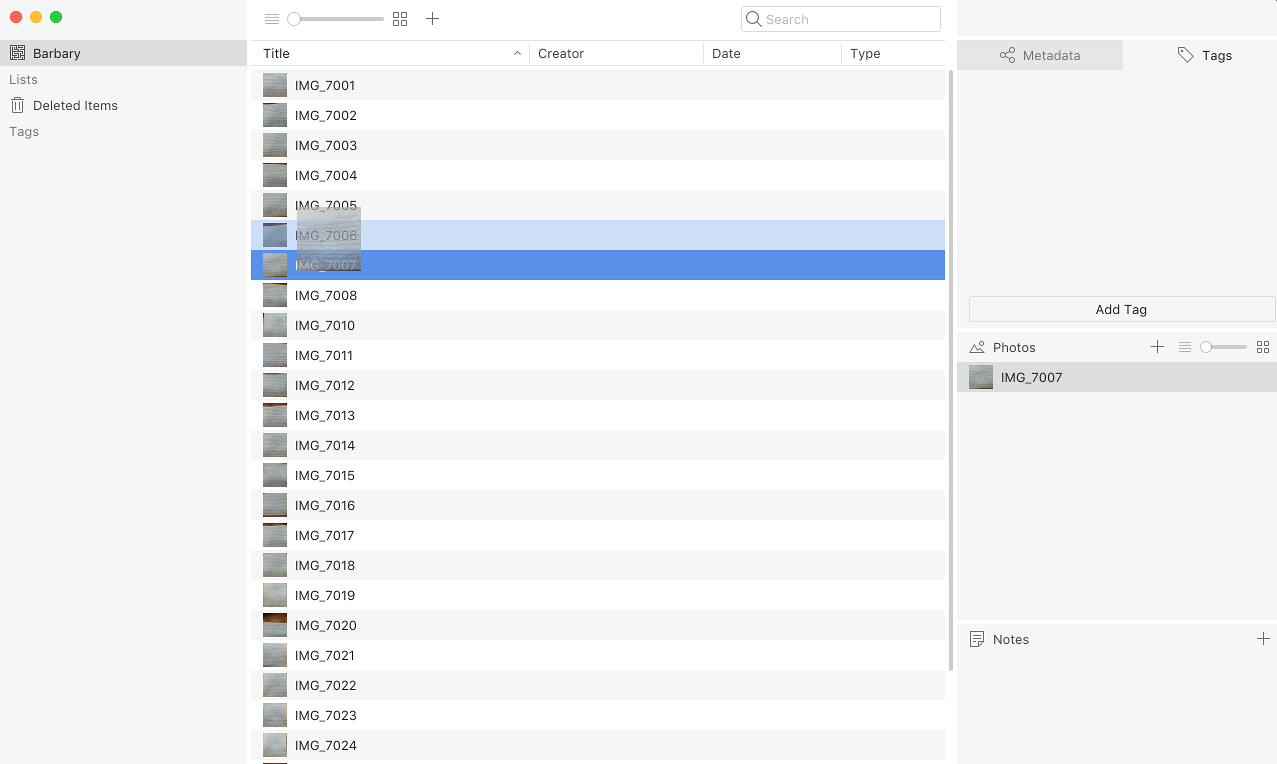 Search
Barbary
Lists
Deleted Items
Tags
Title
Creator
Date
Type
IMG_7001
IMG_7002
IMG_7003
IMG_7004
IMG_7005
IMG_7006
IMG_7007
IMG_7008
IMG_7010
IMG_7011
IMG_7012
IMG_7013
IMG_7014
IMG_7015
IMG_7016
IMG_7017
IMG_7018
IMG_7019
IMG_7020
IMG_7021
IMG_7022
IMG_7023
IMG_7024
Metadata
Tags
Add Tag
Photos
IMG_7007
Notes